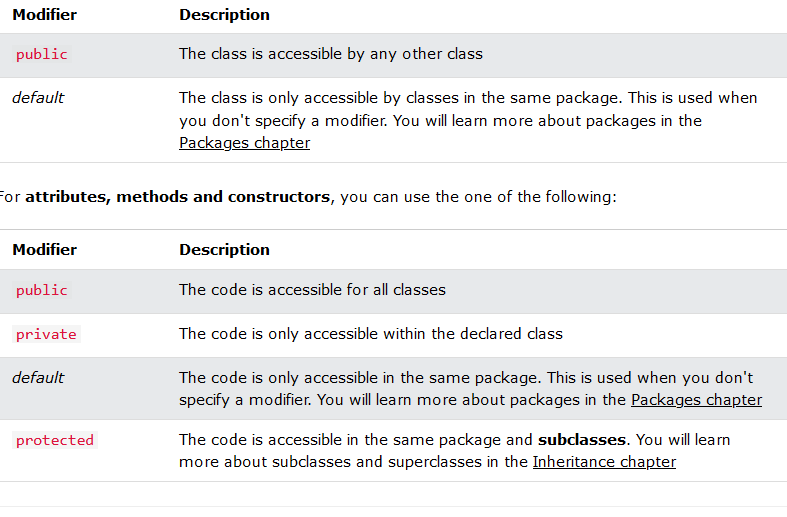 Modifier Description
public The class is accessible by any other class
default The class is only accessible by classes in the same package. This is used when
you don't specify a modifier. You will learn more about packages in the
Packages chapter
For attributes, methods and constructors, you can use the one of the following:
Modifier Description
public The code is accessible for all classes
private The code is only accessible within the declared class
default The code is only accessible in the same package. This is used when you don't
specify a modifier. You will learn more about packages in the Packages chapter
protected The code is accessible in the same package and subclasses. You will learn
more about subclasses and superclasses in the Inheritance chapter